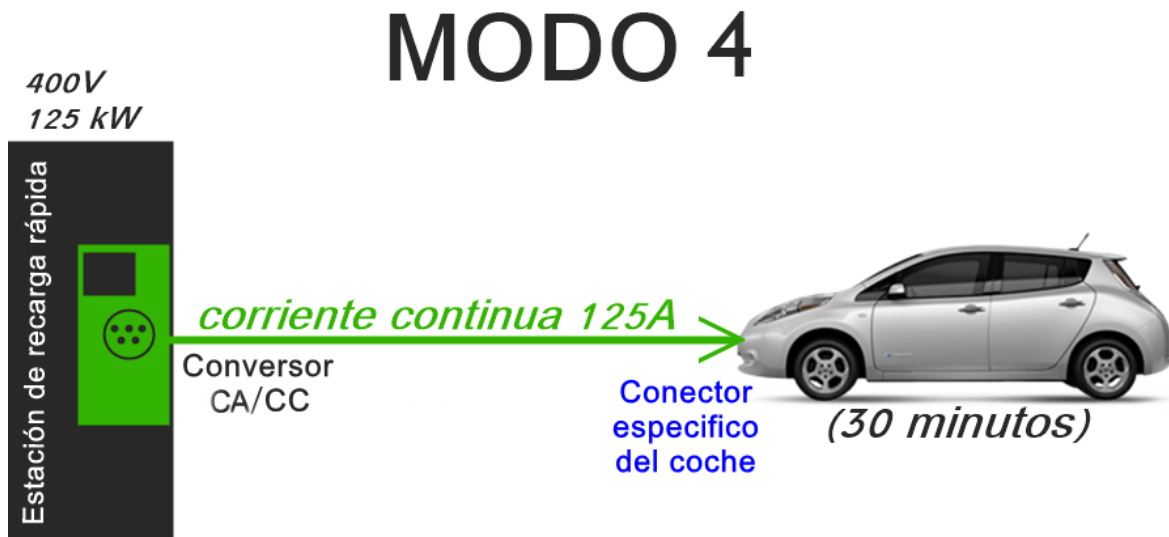 MODO 4
400V
125 kW
Estación de recarga rápida
corriente continua 125A
Conversor
CA/CC
Conector
especifico
del coche
(30 minutos)